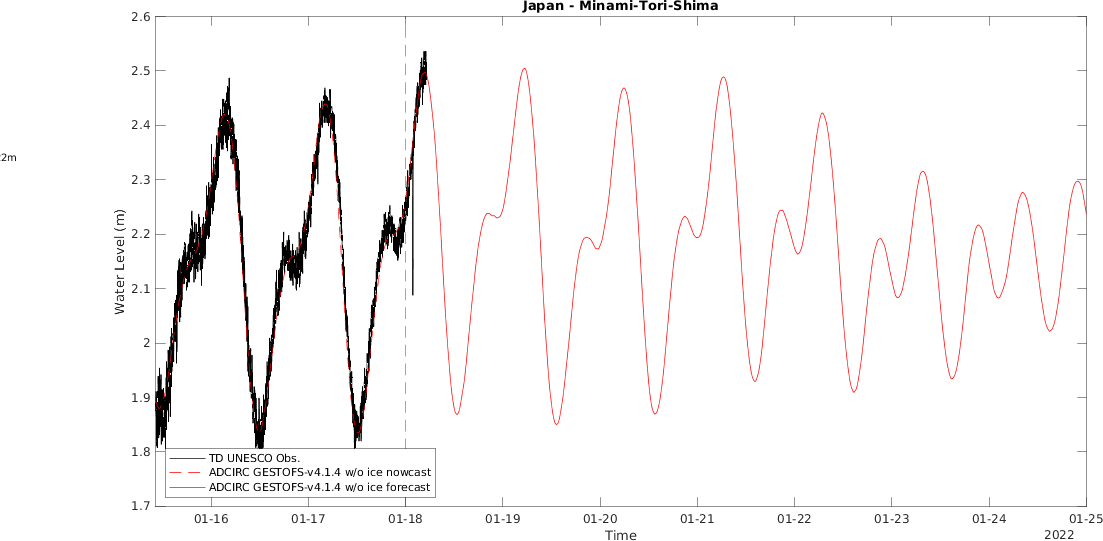 Japan - Minami-Tori-Shima
2.6
2.5
2.4
2.3
2.2
2.1
2
1.9
1.8
1.7
Water Level (m)
2m
TD UNESCO Obs.
ADCIRC GESTOFS-v4.1.4 w/o ice nowcast
ADCIRC GESTOFS-v4.1.4 w/o ice forecast
01-16 01-17 01-18 01-19 01-20 01-21 01-22 01-23 01-24 01-25
Time
2022